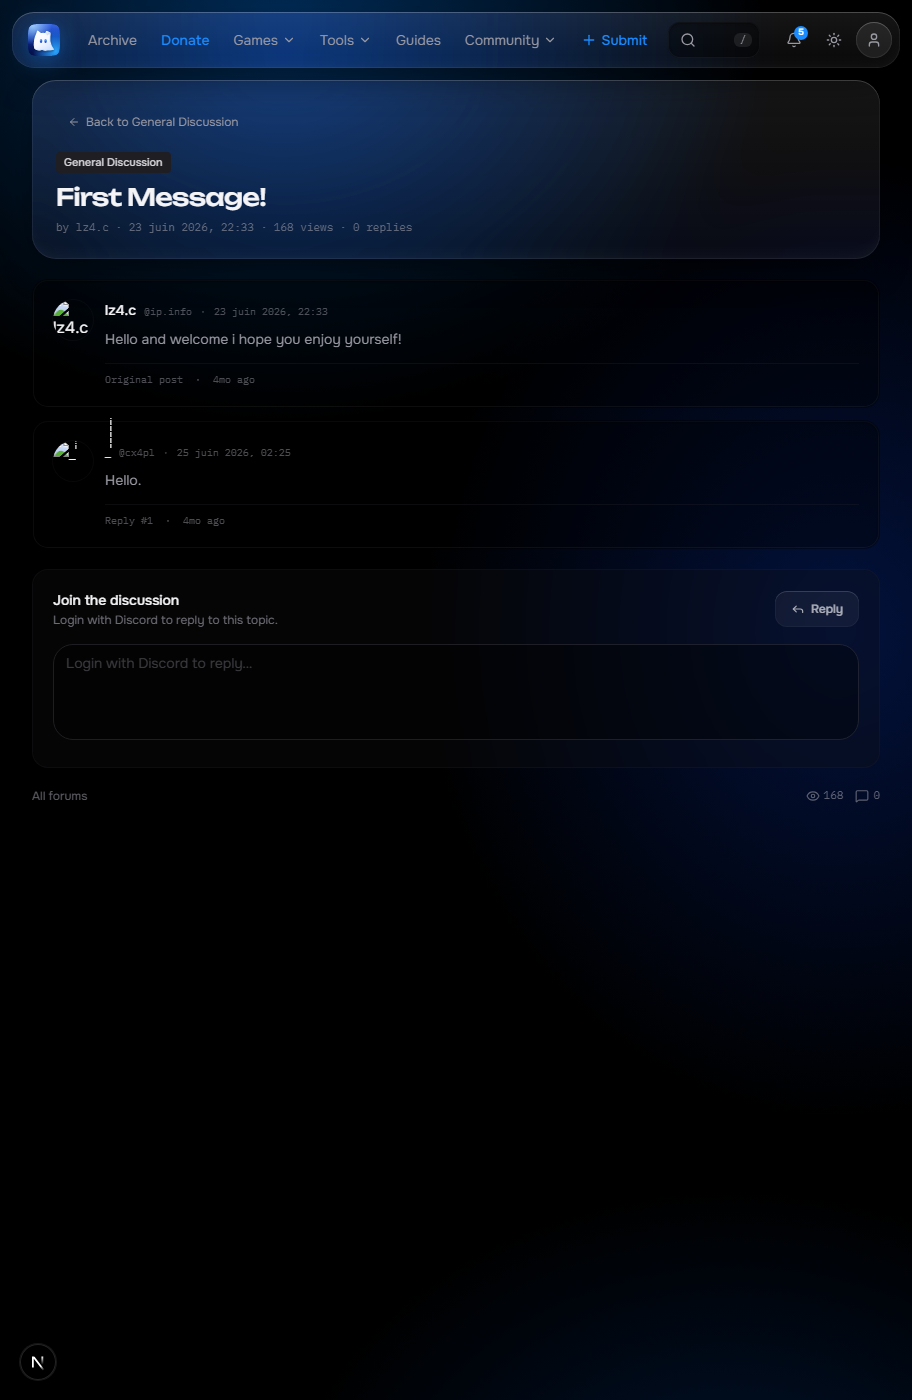 Archive Donate Games Tools Guides Community + Submit / 5
← Back to General Discussion
General Discussion
First Message!
by lz4.c · 23 juin 2026, 22:33 · 168 views · 0 replies
lz4.c
lz4.c @ip.info · 23 juin 2026, 22:33
Hello and welcome i hope you enjoy yourself!
Original post · 4mo ago
_ @cx4pl · 25 juin 2026, 02:25
Hello.
Reply #1 · 4mo ago
Join the discussion
Login with Discord to reply to this topic.
Reply
Login with Discord to reply...
All forums 168 0
N